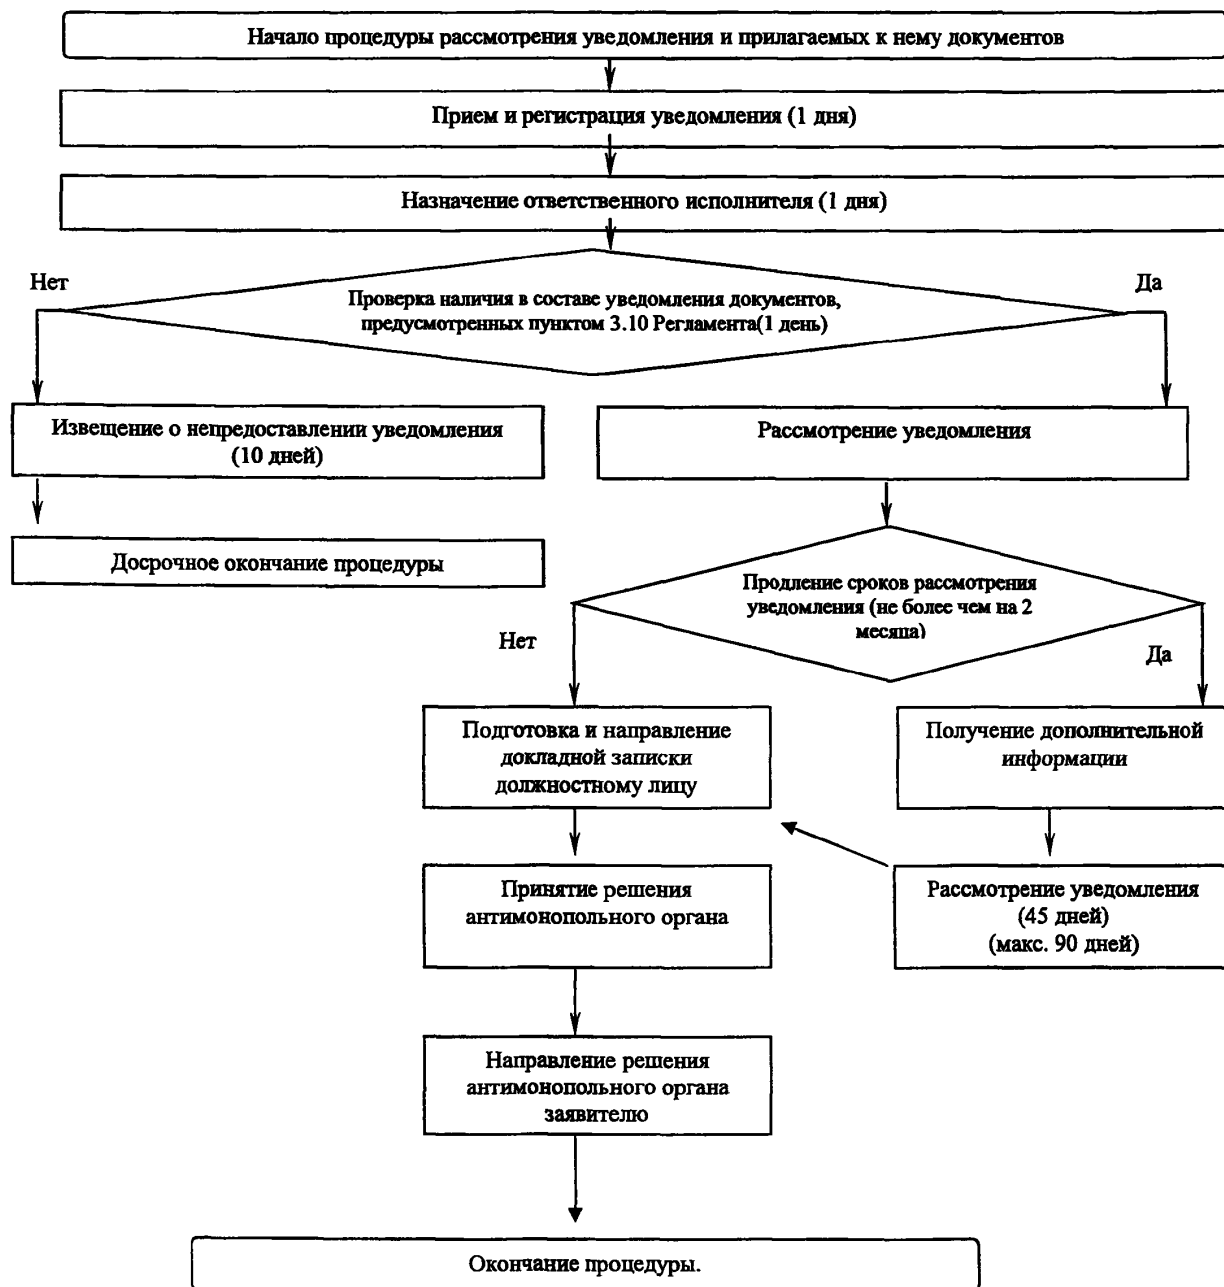 Начало процедуры рассмотрения уведомления и прилагаемых к нему документов
Прием и регистрация уведомления (1 дня)
Назначение ответственного исполнителя (1 дня)
Нет
Да
Проверка наличия в составе уведомления документов,
предусмотренных пунктом 3.10 Регламента(1 день)
Извещение о непредоставлении уведомления
(10 дней)
Рассмотрение уведомления
Досрочное окончание процедуры
Продление сроков рассмотрения
уведомления (не более чем на 2
месяца)
Нет
Да
Подготовка и направление
докладной записки
должностному лицу
Получение дополнительной
информации
Принятие решения
антимонопольного органа
Рассмотрение уведомления
(45 дней)
(макс. 90 дней)
Направление решения
антимонопольного органа
заявителю
Окончание процедуры.